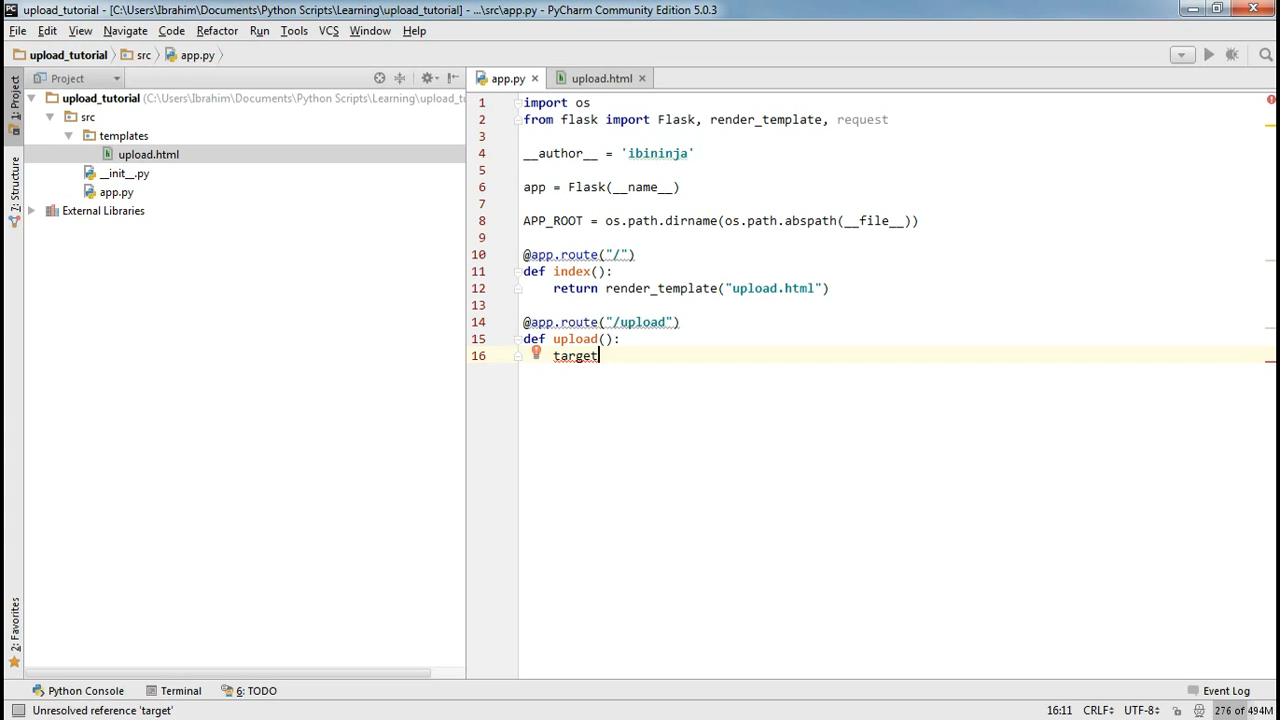 upload_tutorial - [C:\Users\Ibrahim\Documents\Python Scripts\Learning\upload_tutorial] - ...\src\app.py - PyCharm Community Edition 5.0.3
File Edit View Navigate Code Refactor Run Tools VCS Window Help
upload_tutorial src app.py
Project
app.py
upload.html
1: Project
7: Structure
2: Favorites
upload_tutorial (C:\Users\Ibrahim\Documents\Python Scripts\Learning\upload_t
src
templates
upload.html
__init__.py
app.py
External Libraries
1 import os
2 from flask import Flask, render_template, request
3
4 __author__ = 'ibininja'
5
6 app = Flask(__name__)
7
8 APP_ROOT = os.path.dirname(os.path.abspath(__file__))
9
10 @app.route("/")
11 def index():
12 return render_template("upload.html")
13
14 @app.route("/upload")
15 def upload():
16 target
Python Console Terminal 6: TODO Event Log
Unresolved reference 'target' 16:11 CRLF UTF-8 276 of 494M